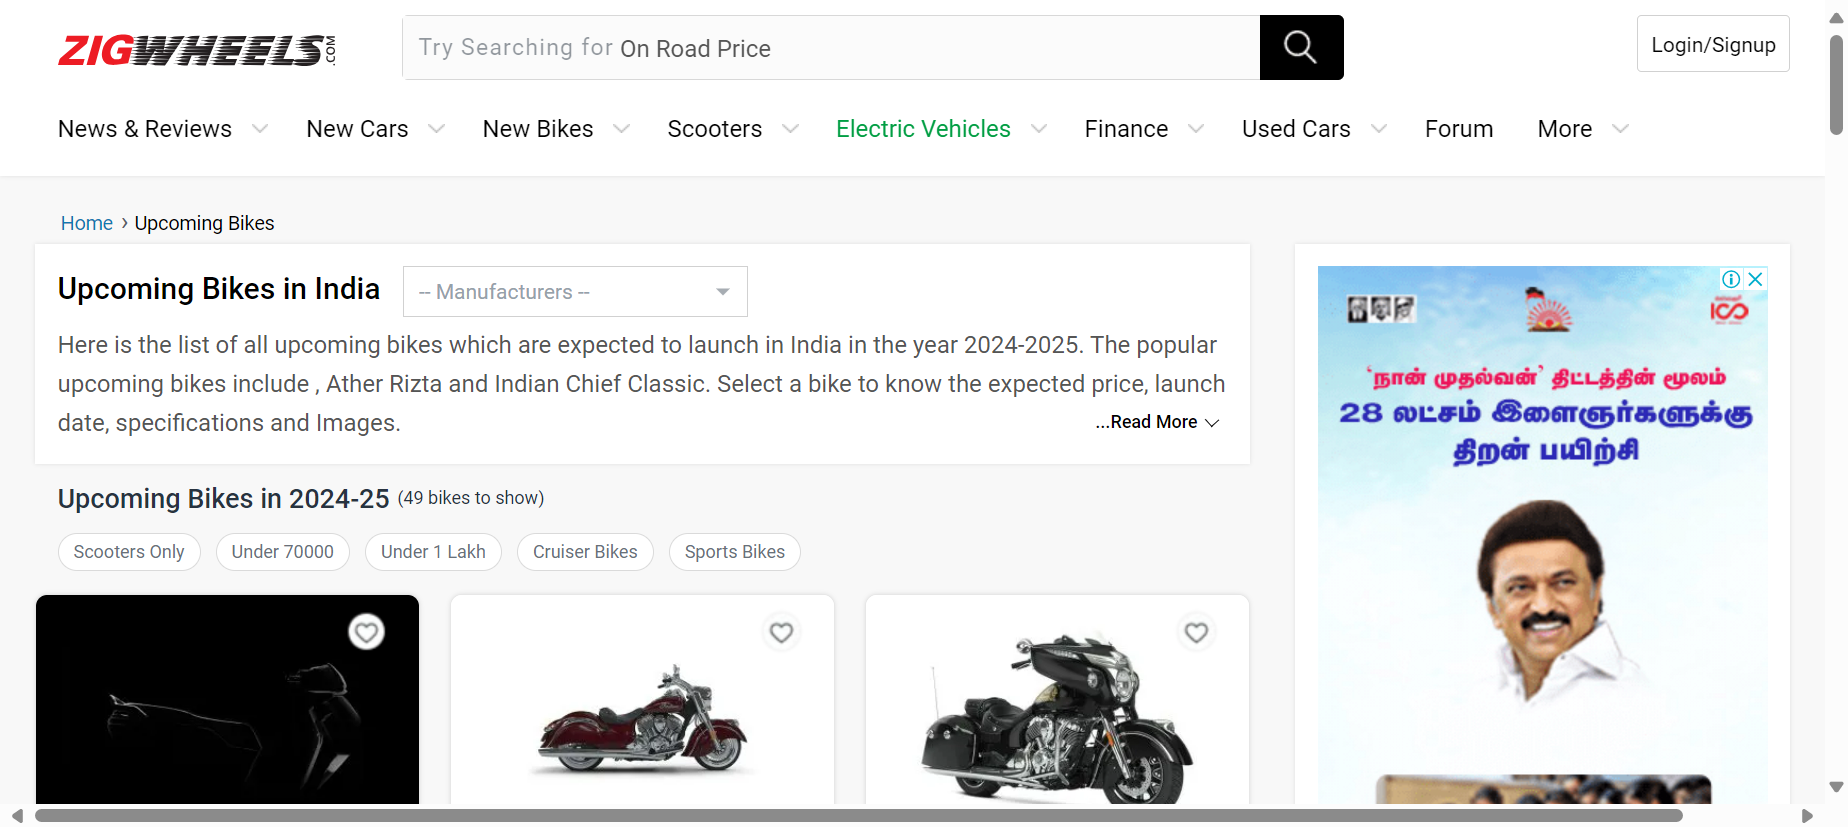 ZIGWHEELS.COM
Try Searching for On Road Price
Login/Signup
News & Reviews New Cars New Bikes Scooters Electric Vehicles Finance Used Cars Forum More
Home › Upcoming Bikes
Upcoming Bikes in India
-- Manufacturers --
Here is the list of all upcoming bikes which are expected to launch in India in the year 2024-2025. The popular
upcoming bikes include , Ather Rizta and Indian Chief Classic. Select a bike to know the expected price, launch
date, specifications and Images.
...Read More
Upcoming Bikes in 2024-25 (49 bikes to show)
Scooters Only Under 70000 Under 1 Lakh Cruiser Bikes Sports Bikes
100
‘நான் முதல்வன்’ திட்டத்தின் மூலம்
28 லட்சம் இளைஞர்களுக்கு
திறன் பயிற்சி